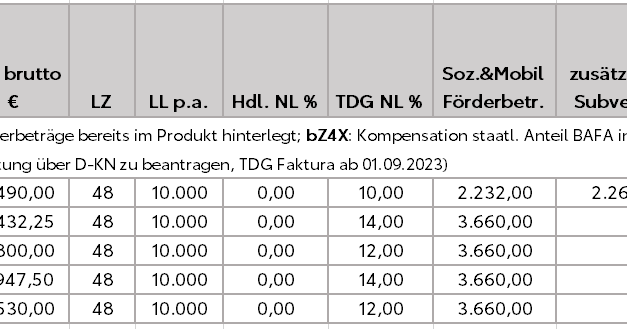 brutto € LZ LL p.a. Hdl. NL % TDG NL % Soz.&Mobil Förderbetr. zusätz Subve
erbeträge bereits im Produkt hinterlegt; bZ4X: Kompensation staatl. Anteil BAFA i
ung über D-KN zu beantragen, TDG Faktura ab 01.09.2023)
490,00 48 10.000 0,00 10,00 2.232,00 2.26
432,25 48 10.000 0,00 14,00 3.660,00
800,00 48 10.000 0,00 12,00 3.660,00
947,50 48 10.000 0,00 14,00 3.660,00
530,00 48 10.000 0,00 12,00 3.660,00